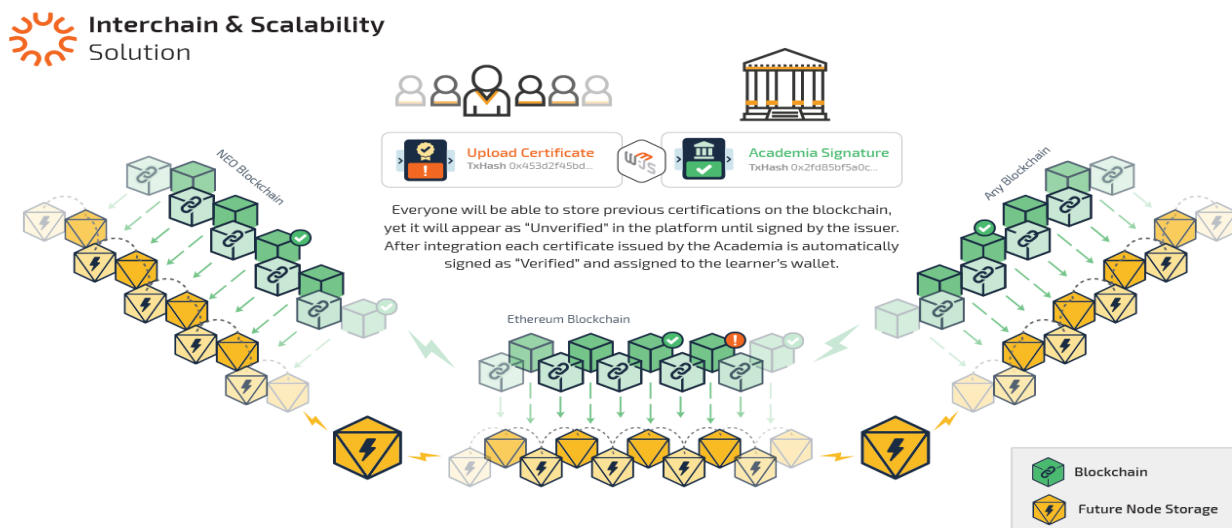 Interchain & Scalability
Solution
Upload Certificate
TxHash 0x453d2f45bd...
W3S
Academia Signature
TxHash 0x2fd85bf5a0c...
NEO Blockchain
Any Blockchain
Everyone will be able to store previous certifications on the blockchain,
yet it will appear as "Unverified" in the platform until signed by the issuer.
After integration each certificate issued by the Academia is automatically
signed as "Verified" and assigned to the learner's wallet.
Ethereum Blockchain
Blockchain
Future Node Storage